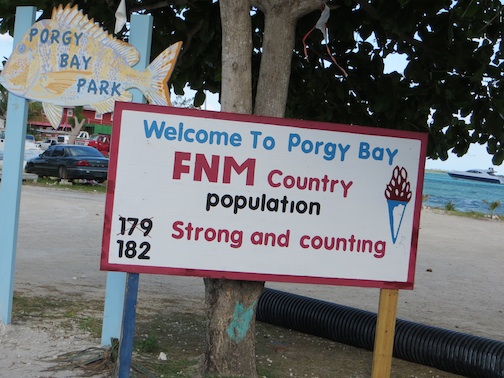 PORGY
BAY
PARK
Welcome To Porgy Bay
FNM Country
population
179
182 Strong and counting